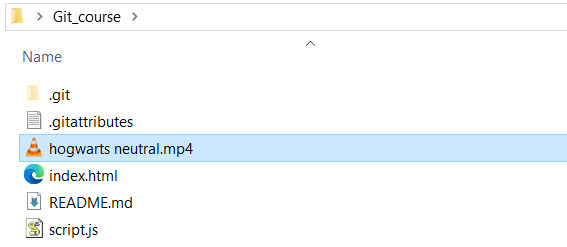 Git_course
Name
.git
.gitattributes
hogwarts neutral.mp4
index.html
README.md
script.js